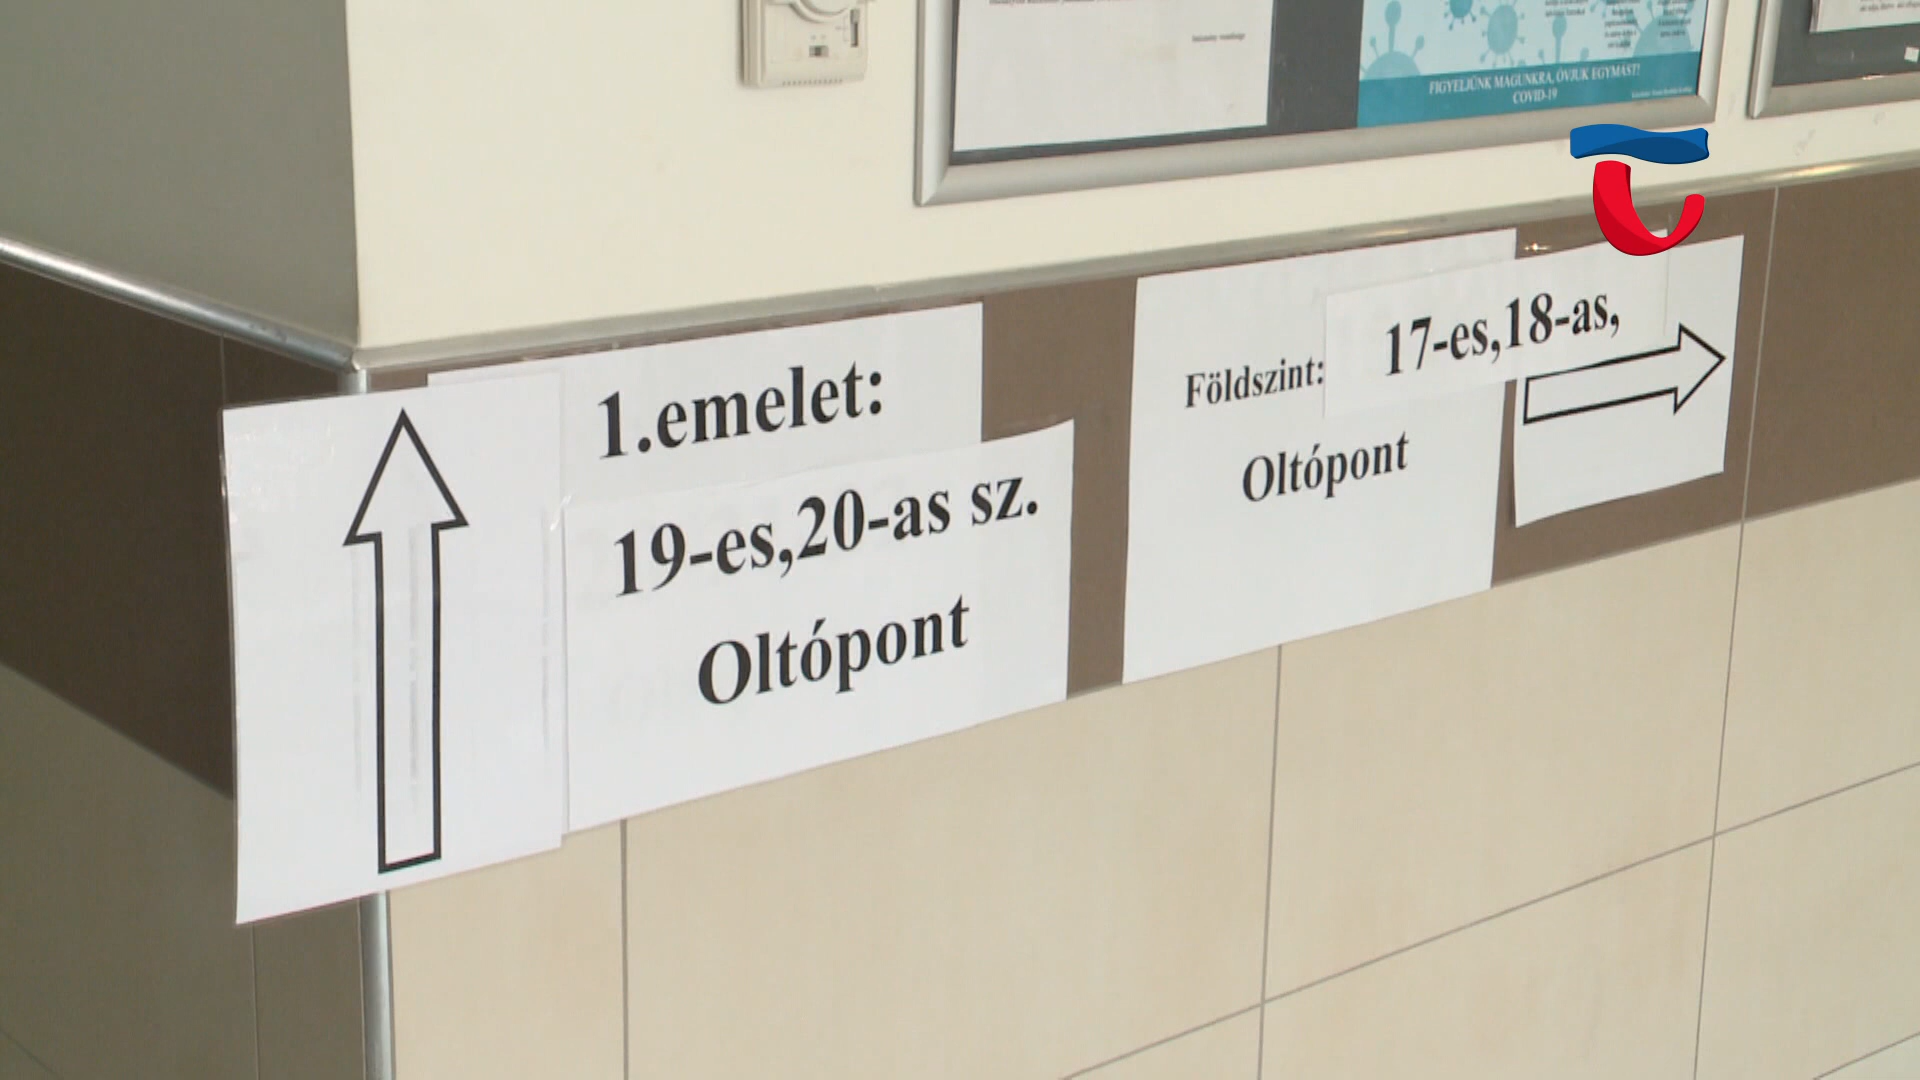 FIGYELJÜNK MAGUNKRA, ÓVJUK EGYMÁST!
COVID-19
1.emelet:
19-es,20-as sz.
Oltópont
Földszint: 17-es,18-as,
Oltópont